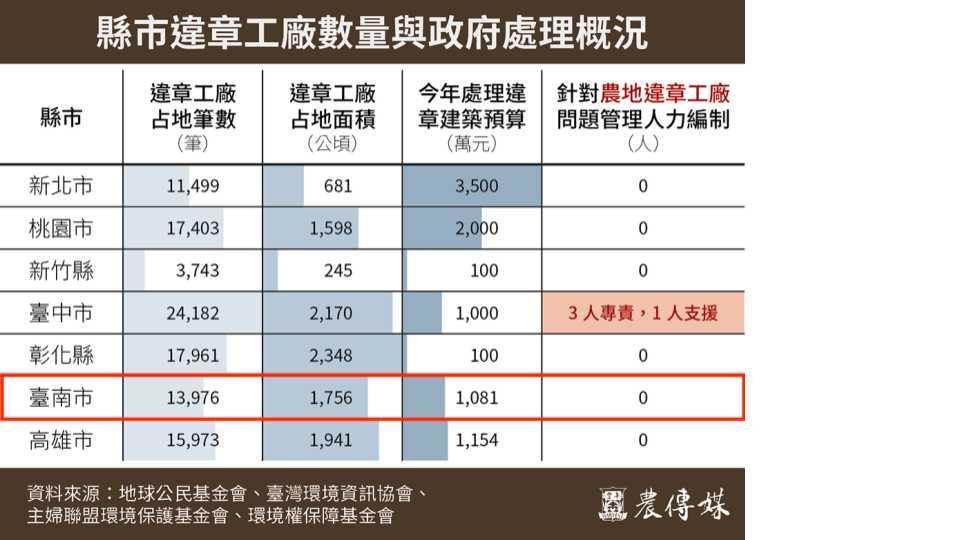 縣市違章工廠數量與政府處理概況
縣市
違章工廠
占地筆數
（筆）
違章工廠
占地面積
（公頃）
今年處理違
章建築預算
（萬元）
針對農地違章工廠
問題管理人力編制
（人）
新北市 11,499 681 3,500 0
桃園市 17,403 1,598 2,000 0
新竹縣 3,743 245 100 0
臺中市 24,182 2,170 1,000 3 人專責，1 人支援
彰化縣 17,961 2,348 100 0
臺南市 13,976 1,756 1,081 0
高雄市 15,973 1,941 1,154 0
資料來源：地球公民基金會、臺灣環境資訊協會、
主婦聯盟環境保護基金會、環境權保障基金會
農傳媒